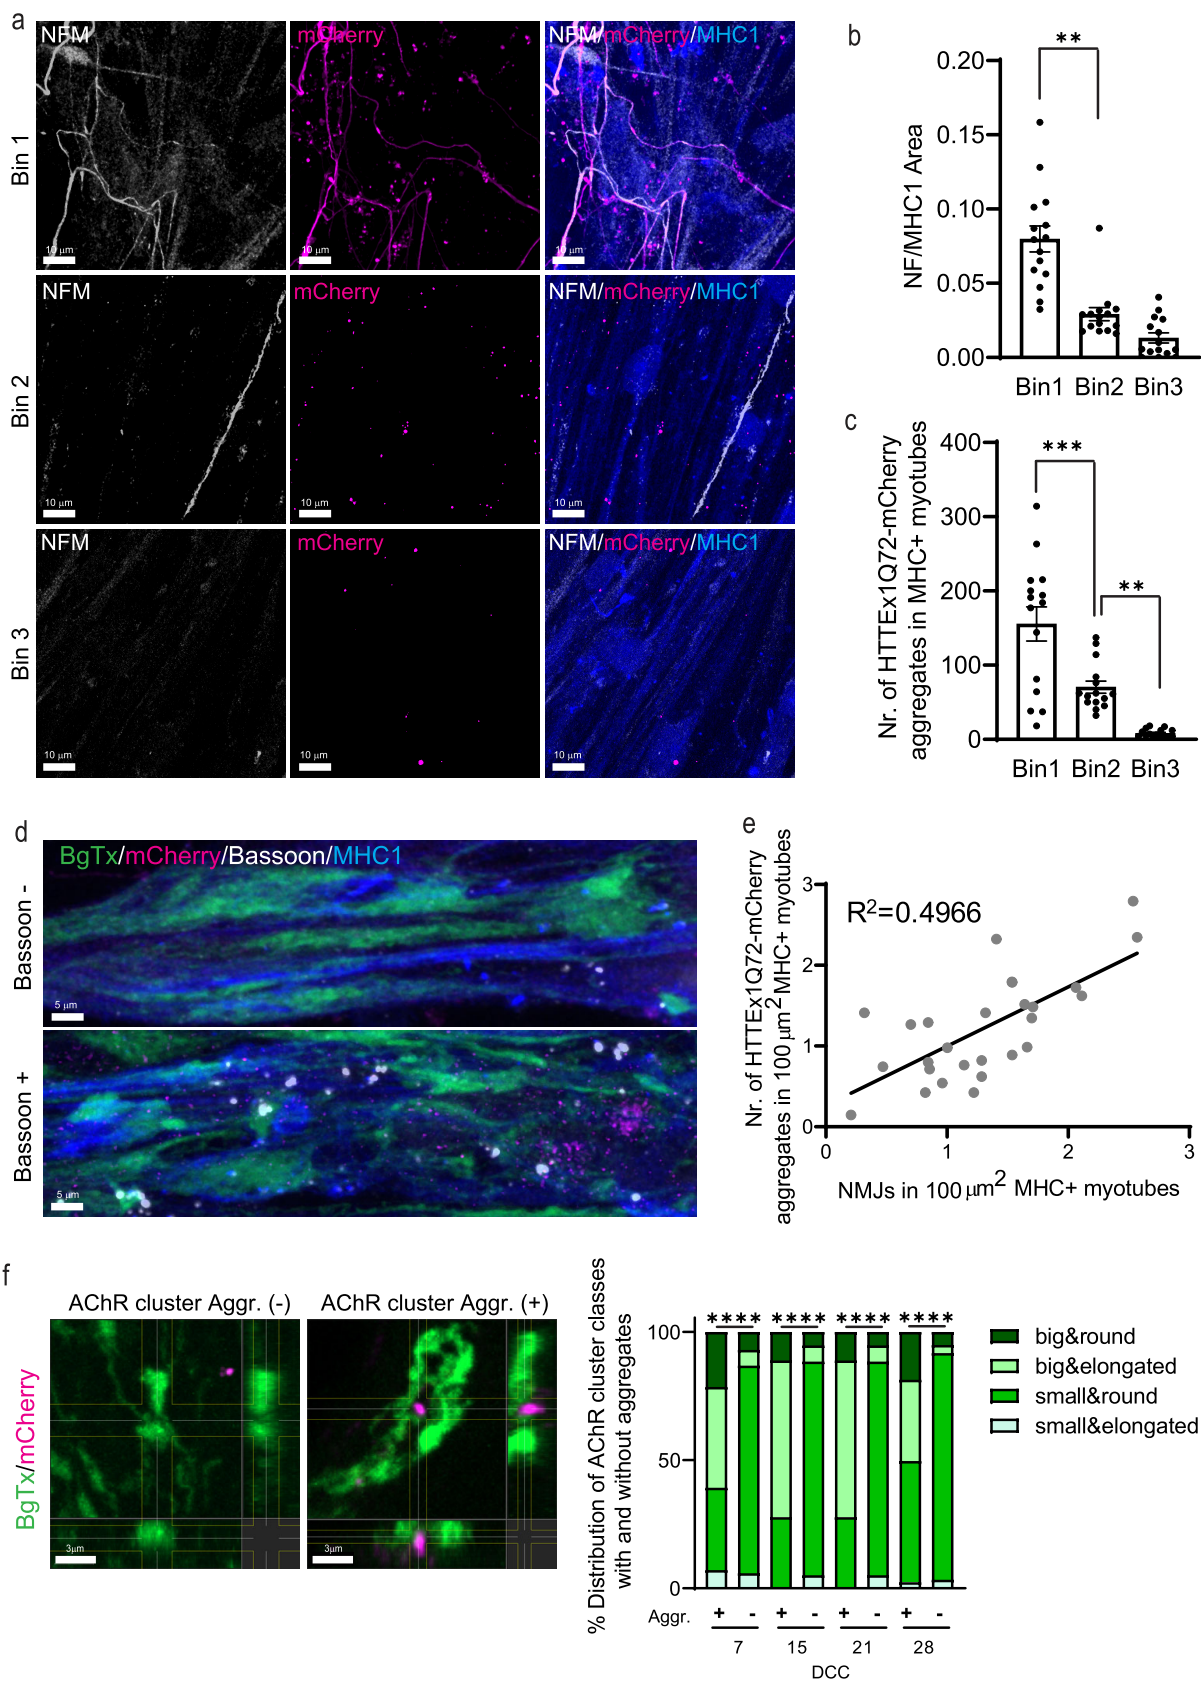 a
NFM
mCherry
NFM/mCherry/MHC1
Bin 1
10 µm
10 µm
10 µm
NFM
mCherry
NFM/mCherry/MHC1
Bin 2
10 µm
10 µm
10 µm
NFM
mCherry
NFM/mCherry/MHC1
Bin 3
10 µm
10 µm
10 µm
b
**
NF/MHC1 Area
0.20
0.15
0.10
0.05
0.00
Bin1 Bin2 Bin3
c
Nr. of HTTEx1Q72-mCherry
aggregates in MHC+ myotubes
***
**
400
300
200
100
0
Bin1 Bin2 Bin3
d
BgTx/mCherry/Bassoon/MHC1
Bassoon -
5 µm
Bassoon +
5 µm
e
Nr. of HTTEx1Q72-mCherry
aggregates in 100 µm² MHC+ myotubes
R²=0.4966
3
2
1
0
0 1 2 3
NMJs in 100 µm² MHC+ myotubes
f
AChR cluster Aggr. (-)
AChR cluster Aggr. (+)
BgTx/mCherry
3µm
3µm
% Distribution of AChR cluster classes
with and without aggregates
**** **** **** ****
100
50
0
big&round
big&elongated
small&round
small&elongated
Aggr. + - + - + - + -
7 15 21 28
DCC